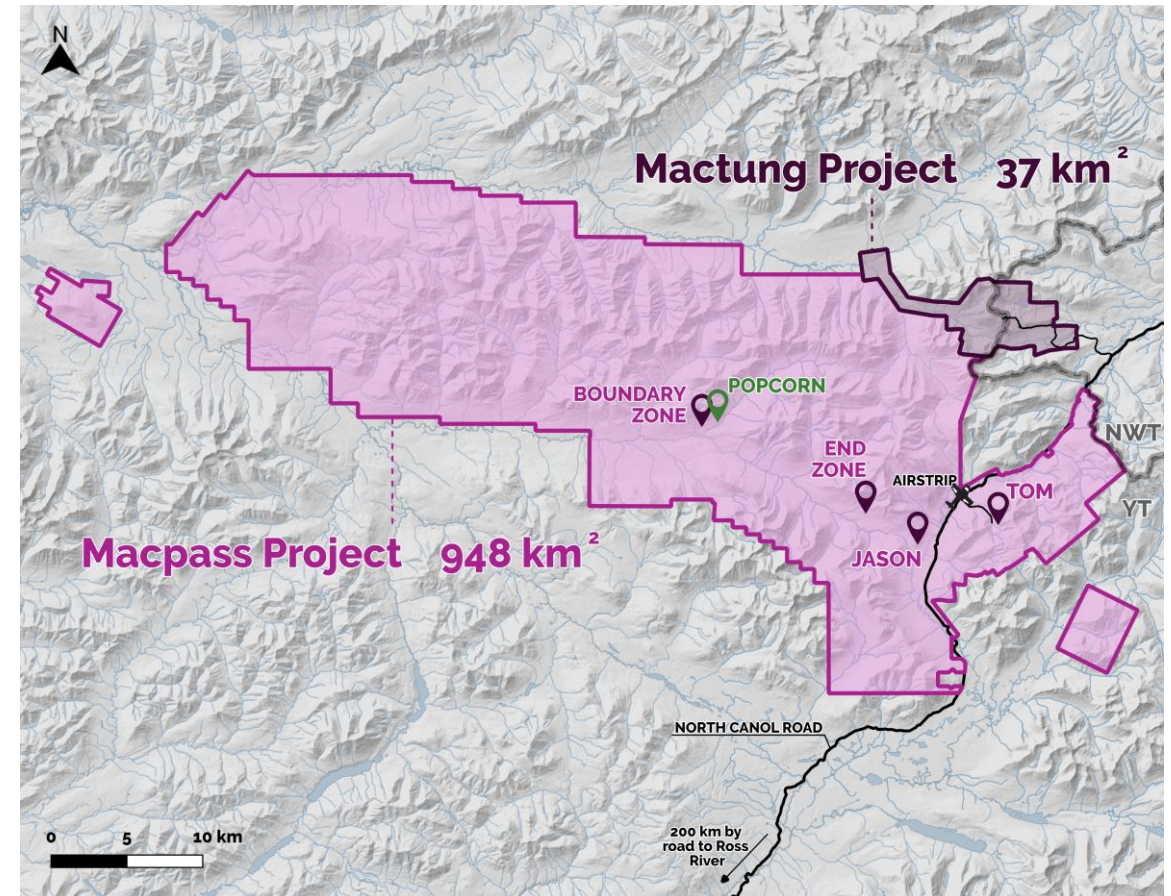 N
Mactung Project 37 km²
BOUNDARY
ZONE
POPCORN
END
ZONE
AIRSTRIP
TOM
NWT
YT
JASON
Macpass Project 948 km²
NORTH CANOL ROAD
200 km by
road to Ross
River
0 5 10 km